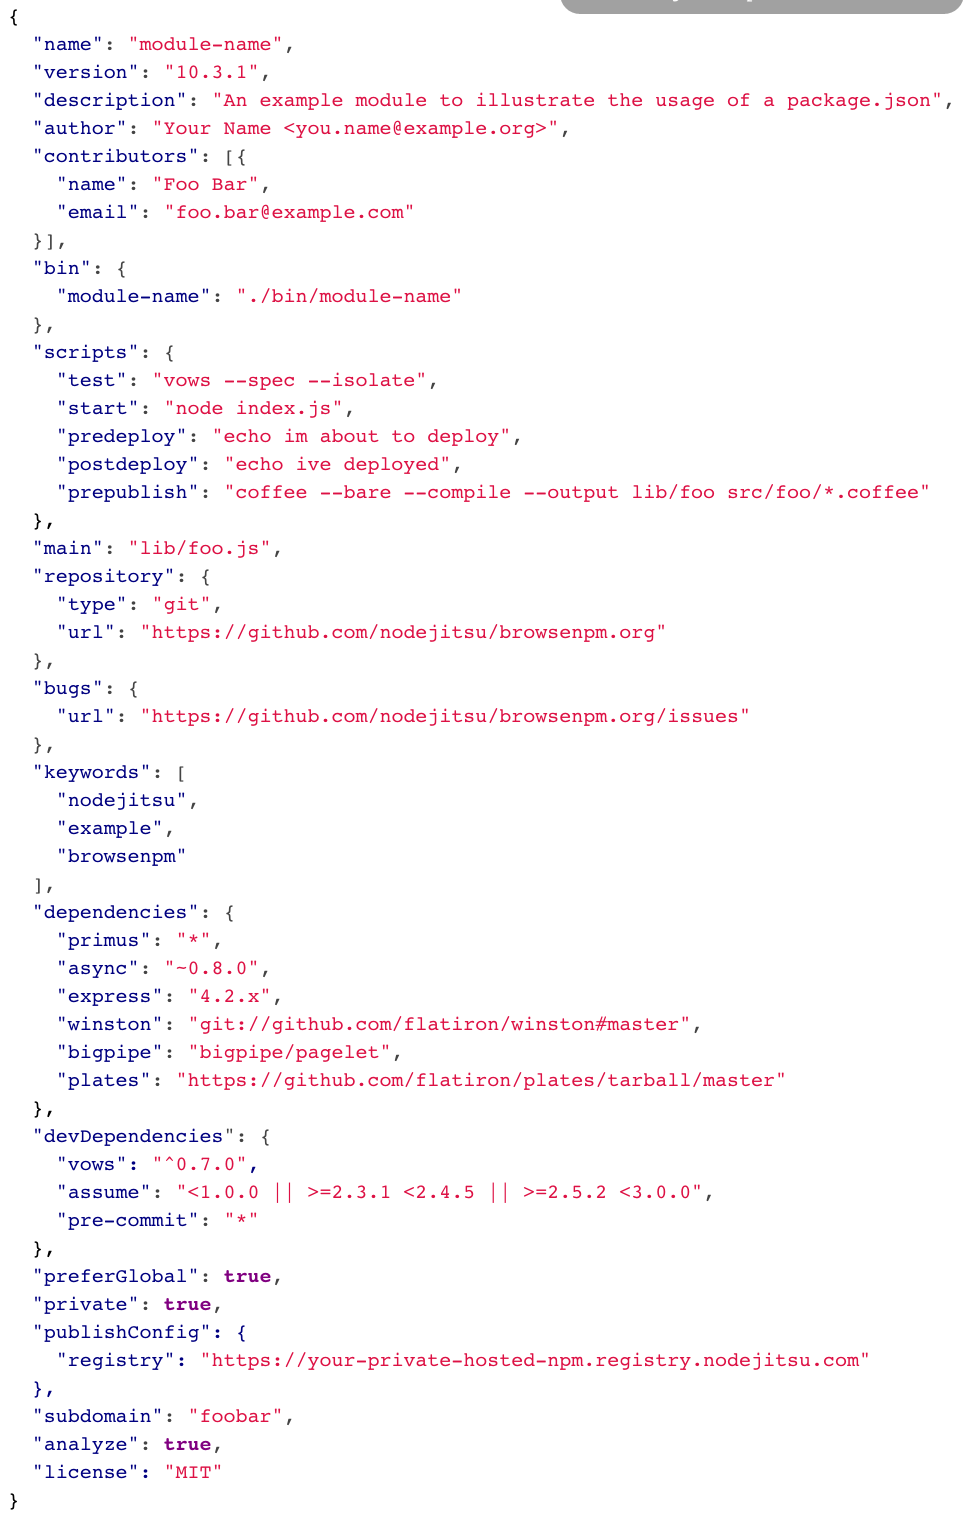 {
  "name": "module-name",
  "version": "10.3.1",
  "description": "An example module to illustrate the usage of a package.json",
  "author": "Your Name <you.name@example.org>",
  "contributors": [{
    "name": "Foo Bar",
    "email": "foo.bar@example.com"
  }],
  "bin": {
    "module-name": "./bin/module-name"
  },
  "scripts": {
    "test": "vows --spec --isolate",
    "start": "node index.js",
    "predeploy": "echo im about to deploy",
    "postdeploy": "echo ive deployed",
    "prepublish": "coffee --bare --compile --output lib/foo src/foo/*.coffee"
  },
  "main": "lib/foo.js",
  "repository": {
    "type": "git",
    "url": "https://github.com/nodejitsu/browsenpm.org"
  },
  "bugs": {
    "url": "https://github.com/nodejitsu/browsenpm.org/issues"
  },
  "keywords": [
    "nodejitsu",
    "example",
    "browsenpm"
  ],
  "dependencies": {
    "primus": "*",
    "async": "~0.8.0",
    "express": "4.2.x",
    "winston": "git://github.com/flatiron/winston#master",
    "bigpipe": "bigpipe/pagelet",
    "plates": "https://github.com/flatiron/plates/tarball/master"
  },
  "devDependencies": {
    "vows": "^0.7.0",
    "assume": "<1.0.0 || >=2.3.1 <2.4.5 || >=2.5.2 <3.0.0",
    "pre-commit": "*"
  },
  "preferGlobal": true,
  "private": true,
  "publishConfig": {
    "registry": "https://your-private-hosted-npm.registry.nodejitsu.com"
  },
  "subdomain": "foobar",
  "analyze": true,
  "license": "MIT"
}